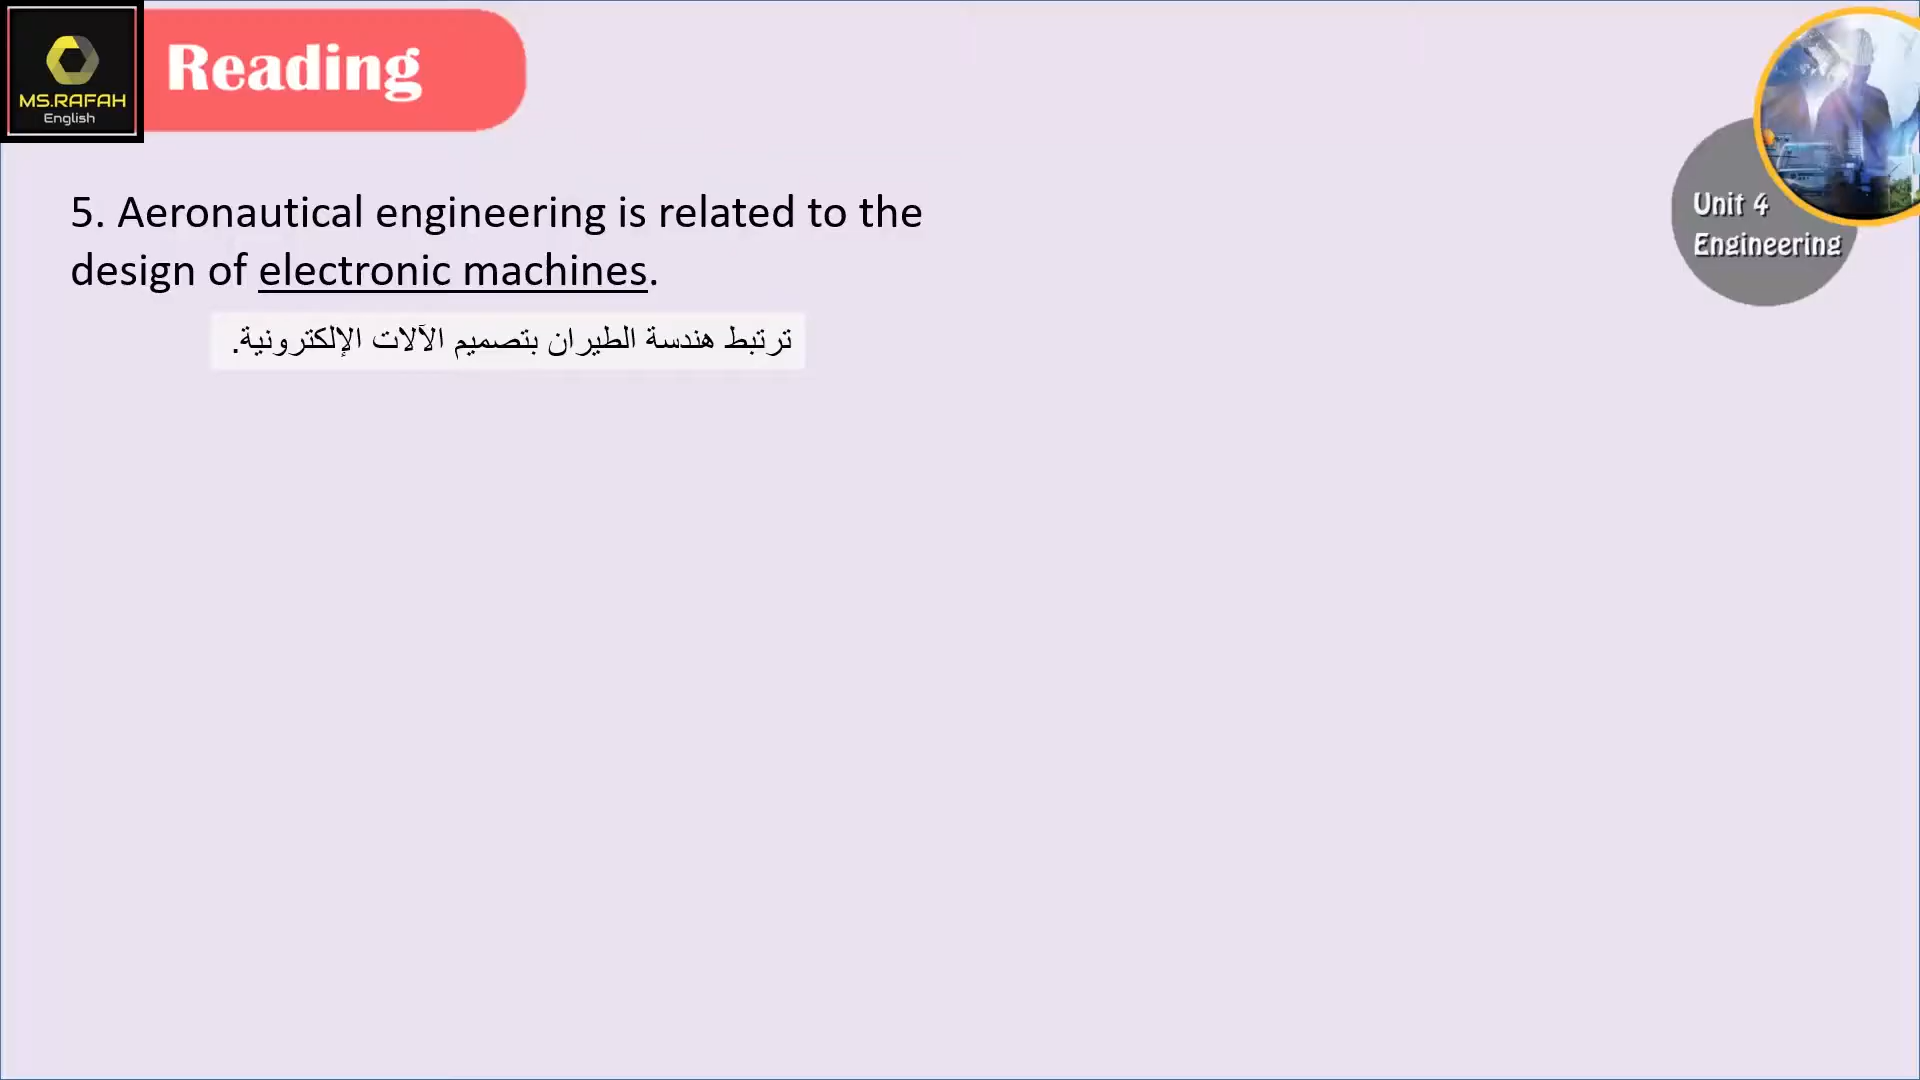 MS.RAFAH
English
Reading
Unit 4
Engineering
5. Aeronautical engineering is related to the
design of electronic machines.
ترتبط هندسة الطيران بتصميم الآلات الإلكترونية.